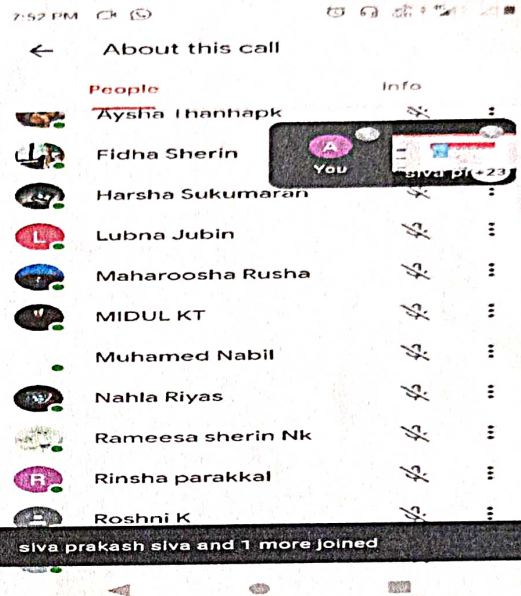 7:52 PM
About this call
People Info
Aysha Thanhapk
Fidha Sherin
A
You
siva pr +23
Harsha Sukumaran
L Lubna Jubin
Maharoosha Rusha
MIDUL KT
Muhamed Nabil
Nahla Riyas
Rameesa sherin Nk
R Rinsha parakkal
Roshni K
siva prakash siva and 1 more joined